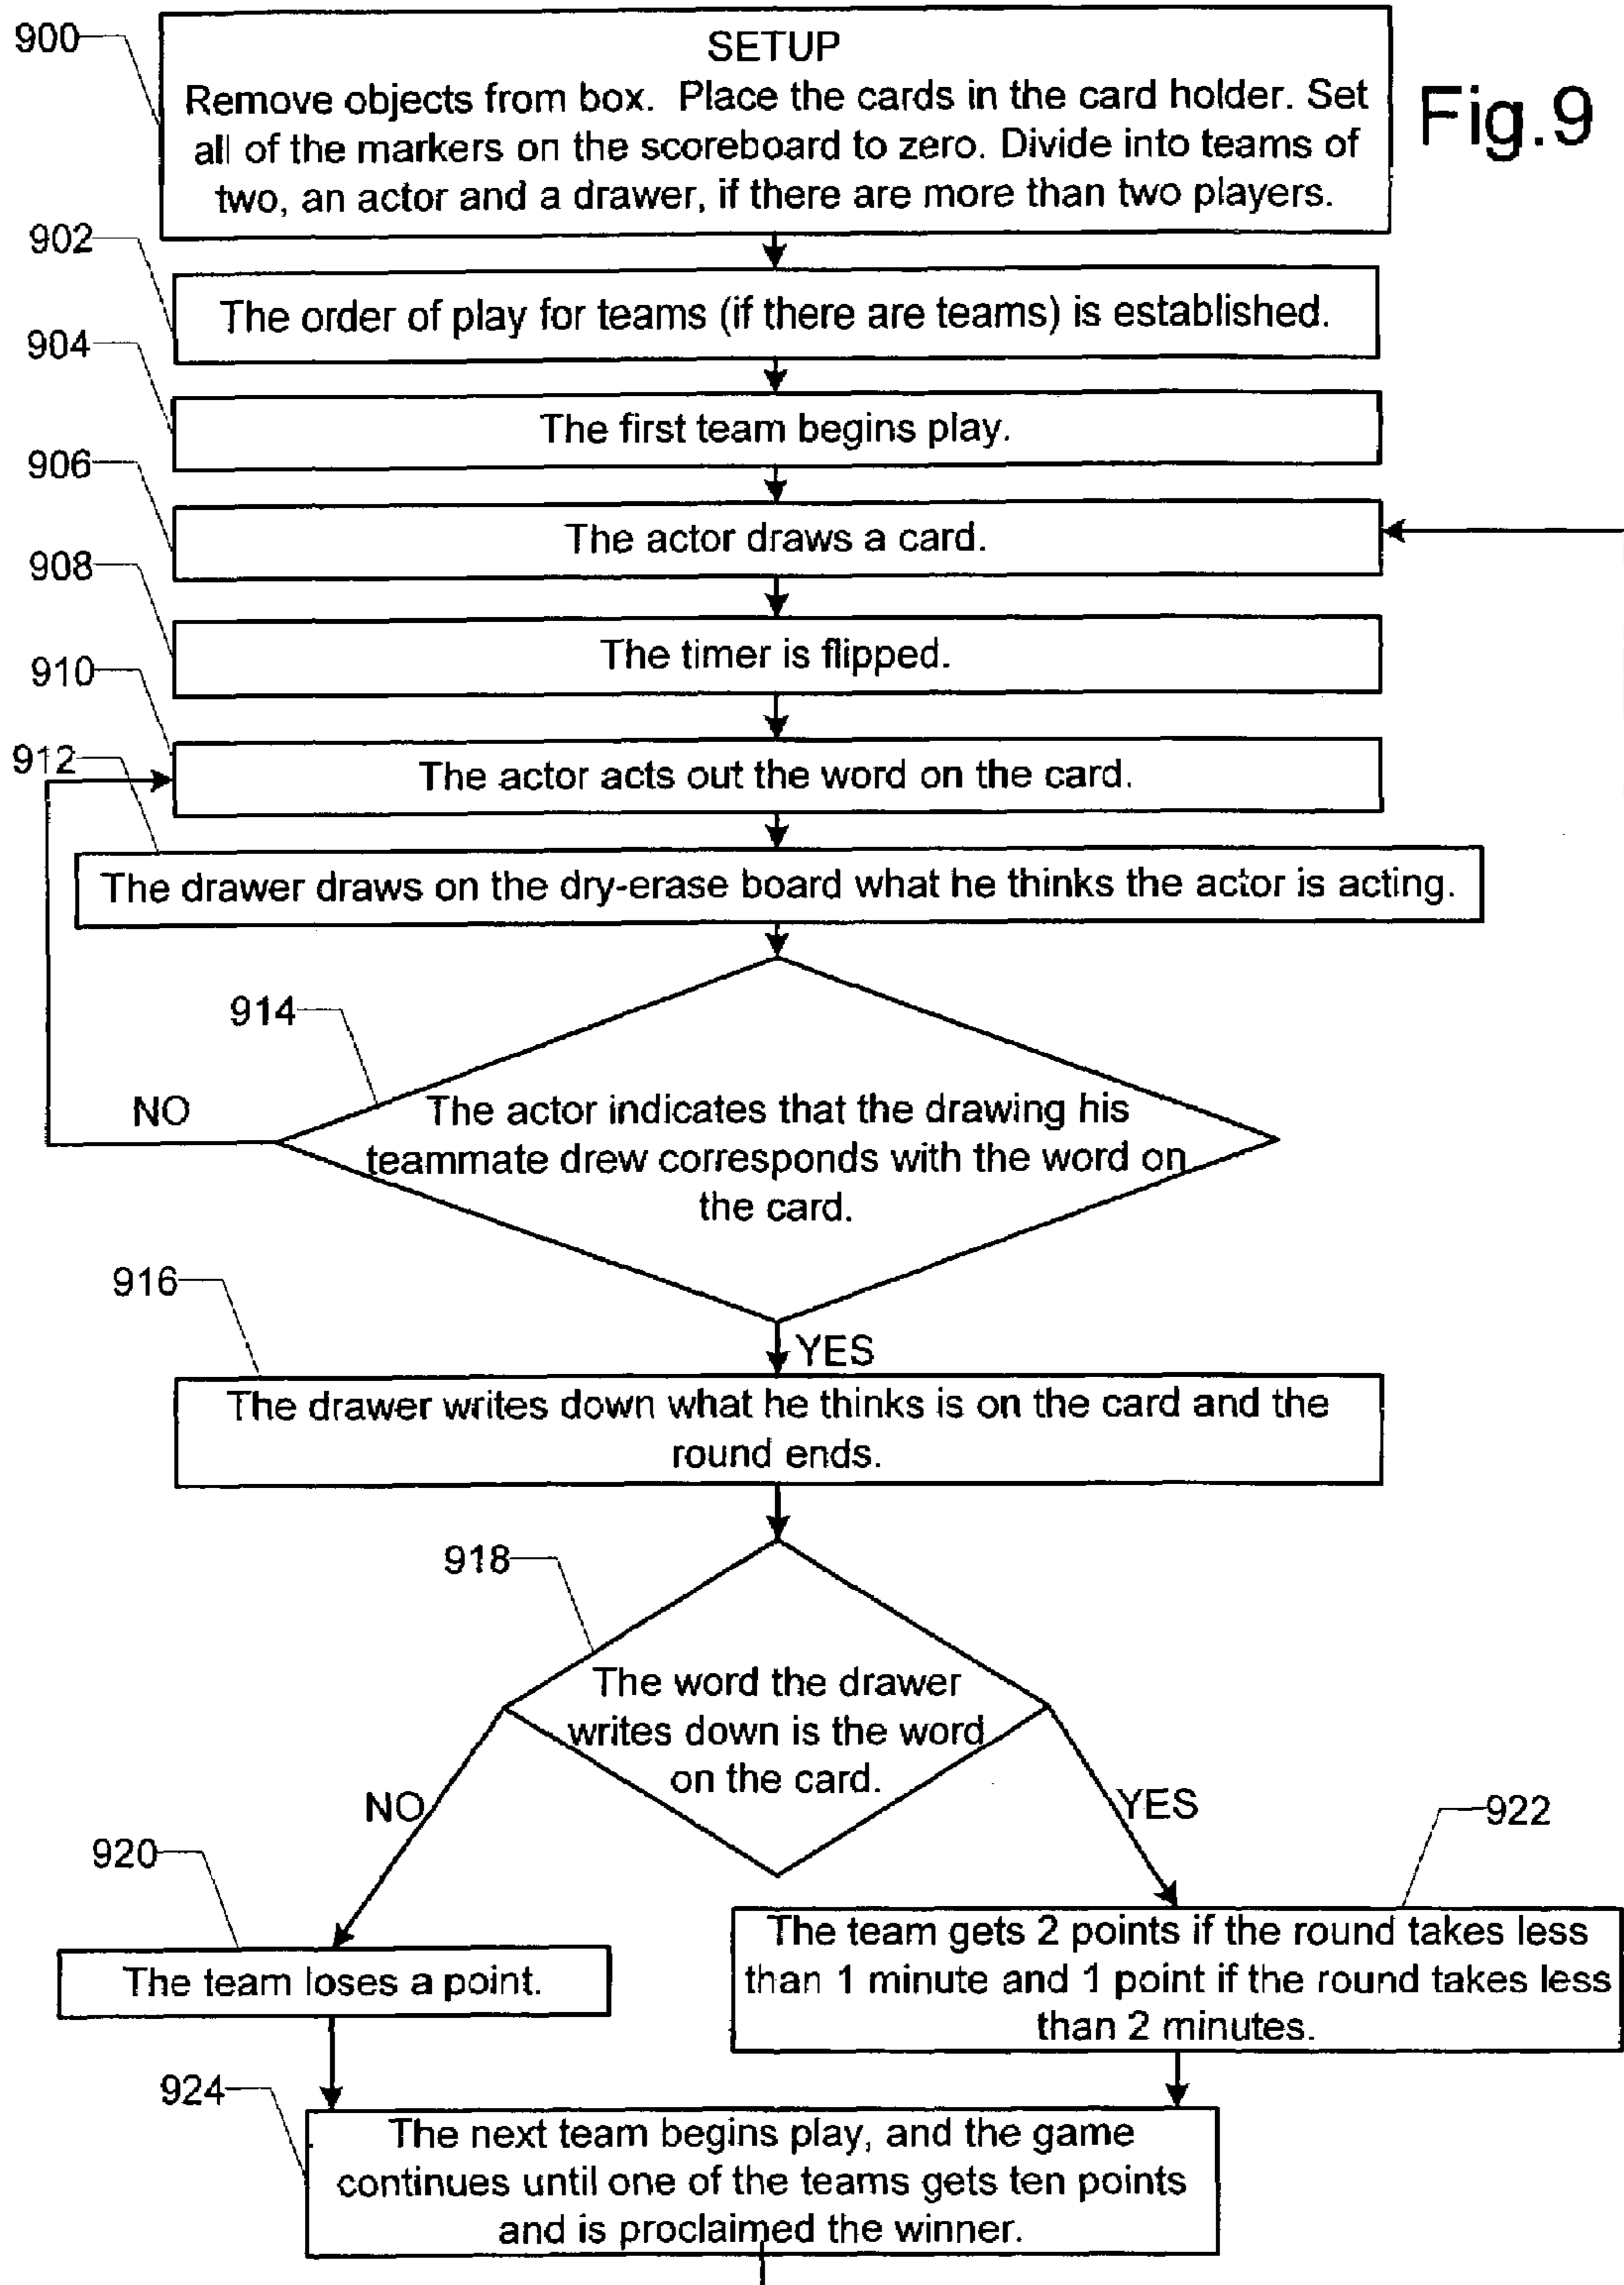 900
SETUP
Remove objects from box. Place the cards in the card holder. Set
all of the markers on the scoreboard to zero. Divide into teams of
two, an actor and a drawer, if there are more than two players.
Fig.9
902
The order of play for teams (if there are teams) is established.
904
The first team begins play.
906
The actor draws a card.
908
The timer is flipped.
910
The actor acts out the word on the card.
912
The drawer draws on the dry-erase board what he thinks the actor is acting.
914
The actor indicates that the drawing his
teammate drew corresponds with the word on
the card.
NO
YES
916
The drawer writes down what he thinks is on the card and the
round ends.
918
The word the drawer
writes down is the word
on the card.
NO
YES
920
The team loses a point.
922
The team gets 2 points if the round takes less
than 1 minute and 1 point if the round takes less
than 2 minutes.
924
The next team begins play, and the game
continues until one of the teams gets ten points
and is proclaimed the winner.